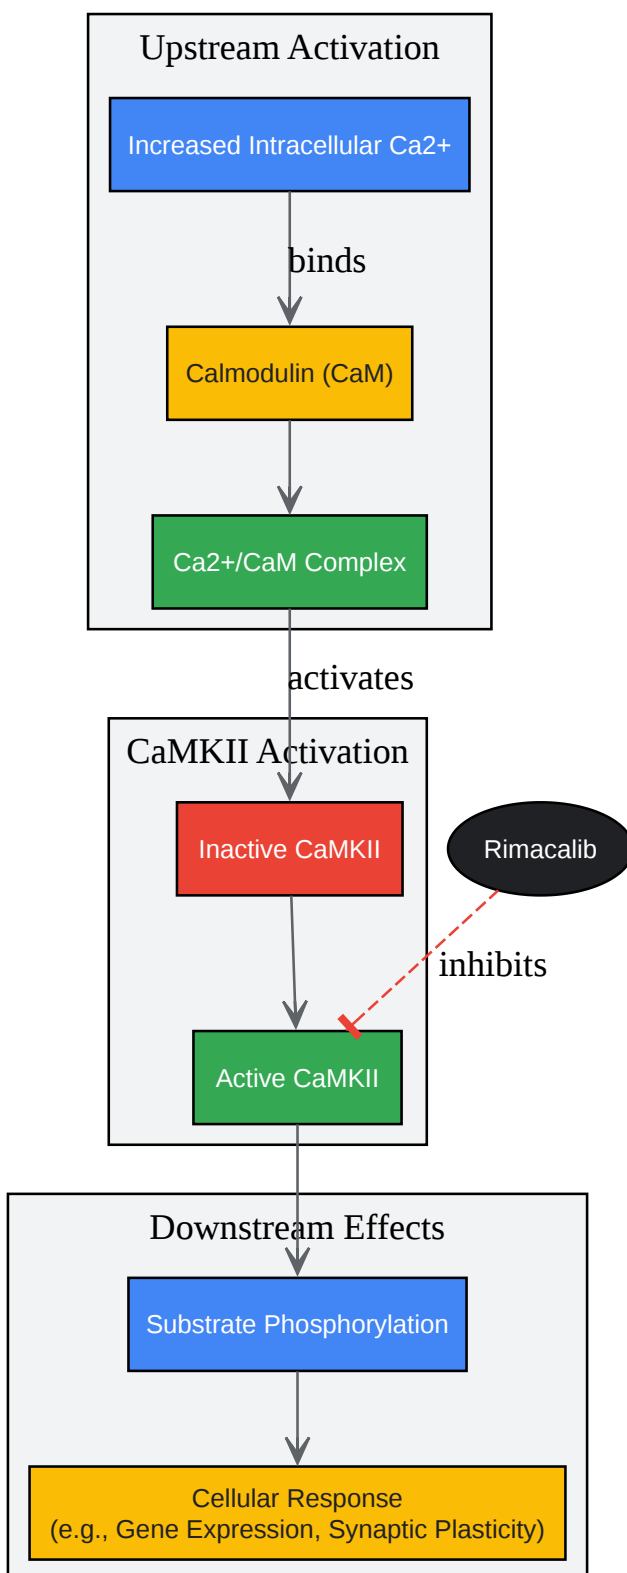 Upstream Activation
Increased Intracellular Ca2+
binds
Calmodulin (CaM)
Ca2+/CaM Complex
activates
CaMKII Activation
Inactive CaMKII
Rimacalib
inhibits
Active CaMKII
Downstream Effects
Substrate Phosphorylation
Cellular Response
(e.g., Gene Expression, Synaptic Plasticity)